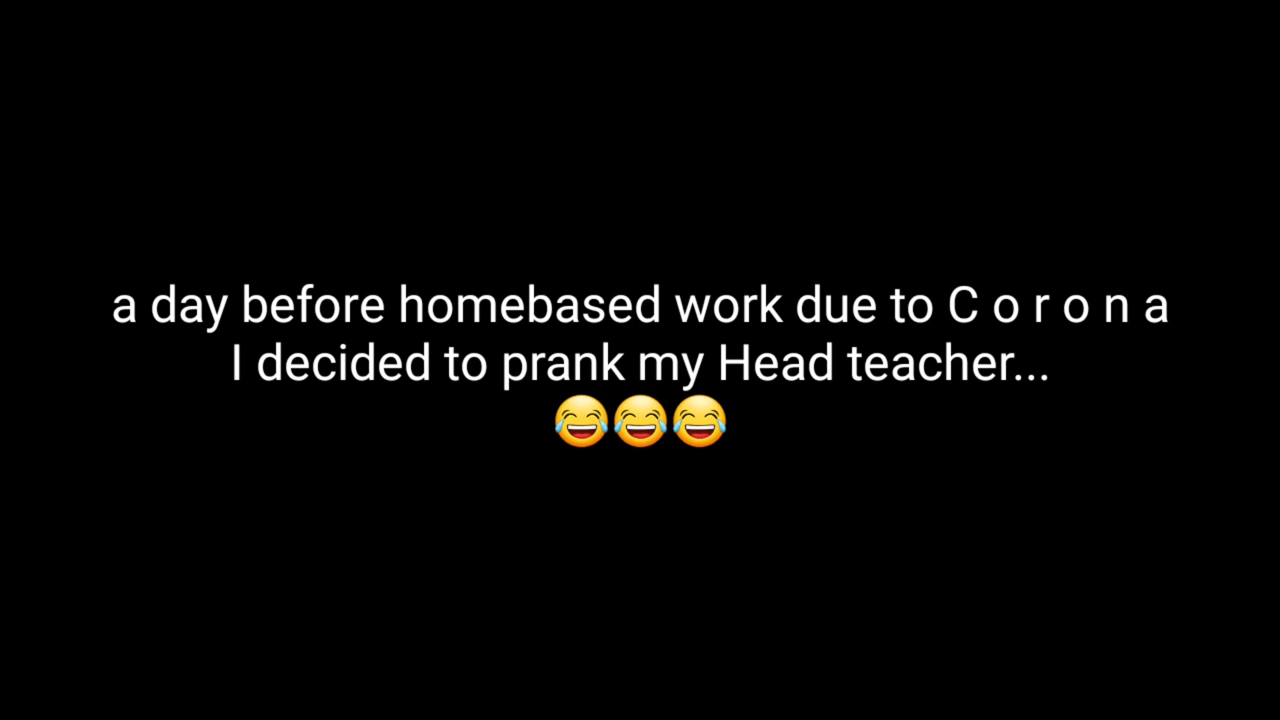 a day before homebased work due to C o r o n a
I decided to prank my Head teacher...
😂😂😂